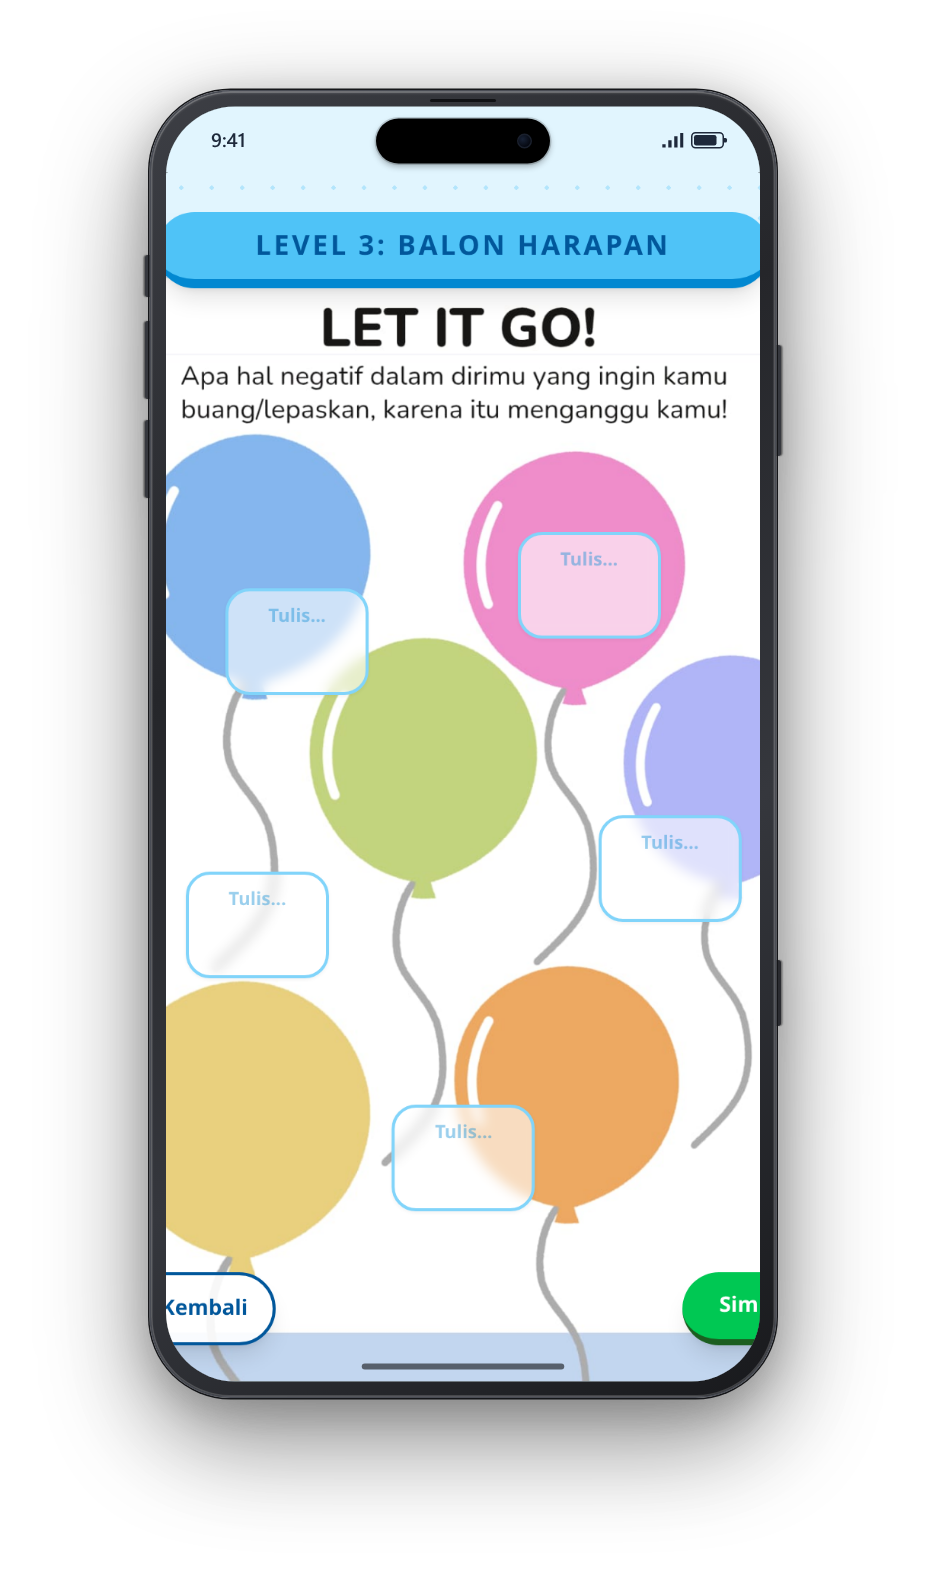 9:41
LEVEL 3: BALON HARAPAN
LET IT GO!
Apa hal negatif dalam dirimu yang ingin kamu
buang/lepaskan, karena itu menganggu kamu!
Tulis...
Tulis...
Tulis...
Tulis...
Tulis...
Kembali
Sim